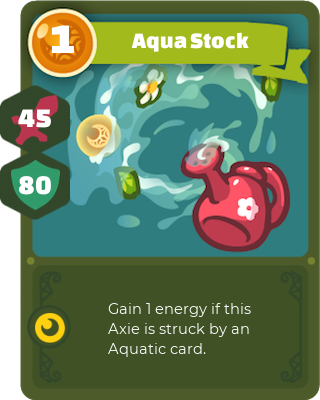 1
Aqua Stock
45
80
Gain 1 energy if this
Axie is struck by an
Aquatic card.